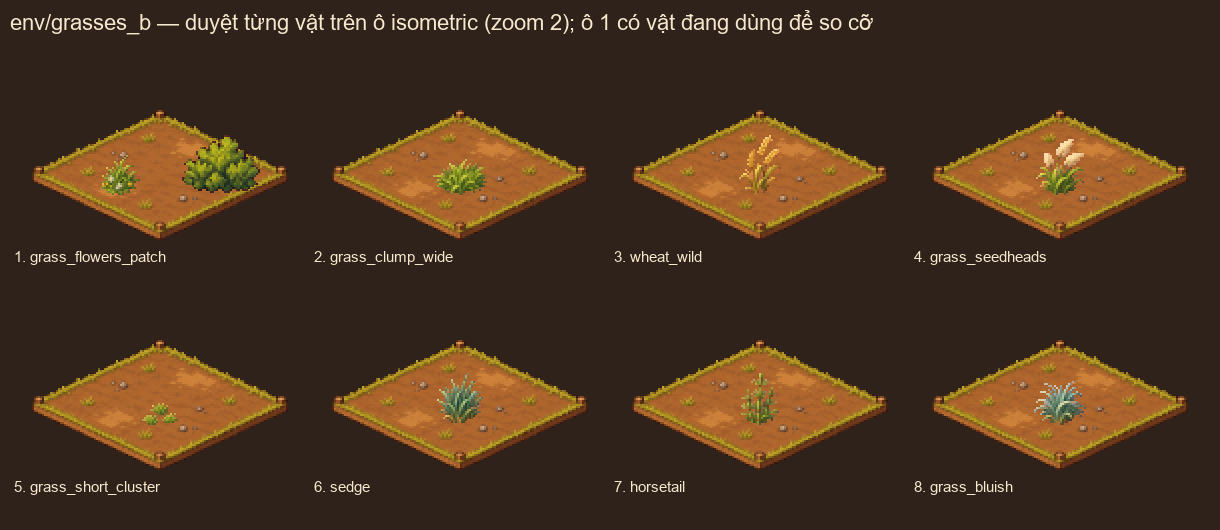 env/grasses_b — duyệt từng vật trên ô isometric (zoom 2); ô 1 có vật đang dùng để so cỡ
1. grass_flowers_patch
2. grass_clump_wide
3. wheat_wild
4. grass_seedheads
5. grass_short_cluster
6. sedge
7. horsetail
8. grass_bluish